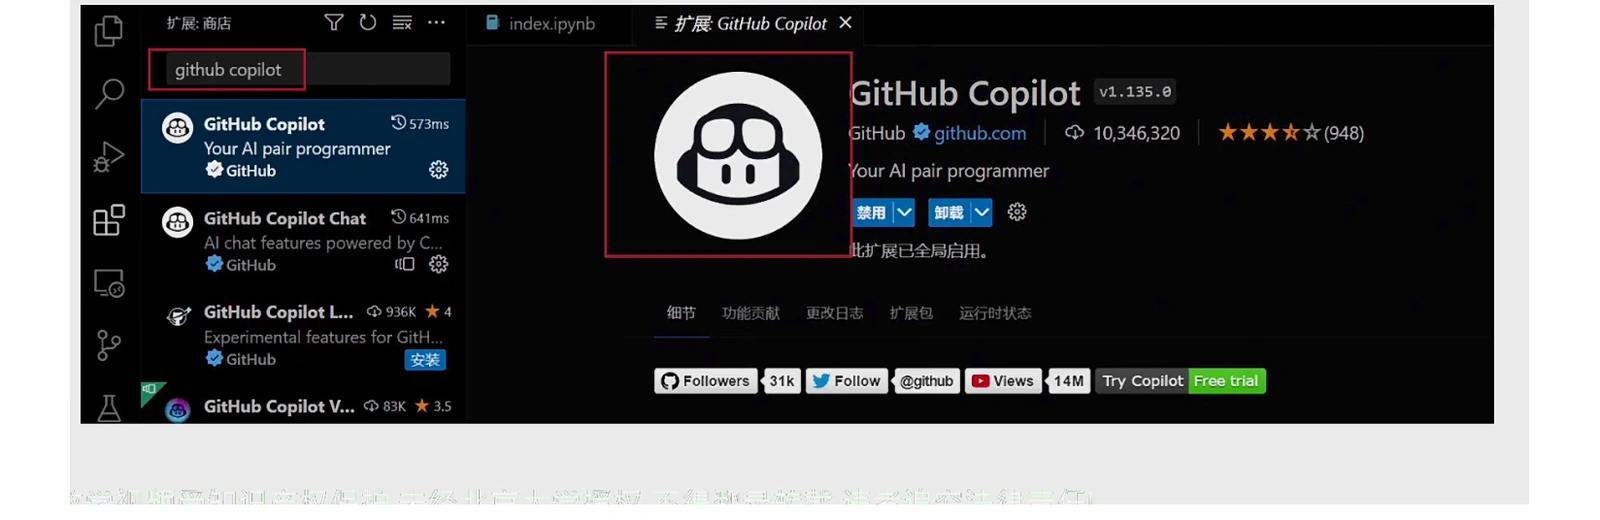 扩展: 商店
github copilot
GitHub Copilot 573ms
Your AI pair programmer
GitHub
GitHub Copilot Chat 641ms
AI chat features powered by C...
GitHub
GitHub Copilot L... 936K 4
Experimental features for GitH...
GitHub 安装
GitHub Copilot V... 83K 3.5
index.ipynb
扩展: GitHub Copilot
GitHub Copilot v1.135.0
GitHub github.com 10,346,320 (948)
Your AI pair programmer
禁用 卸载
此扩展已全局启用。
细节 功能贡献 更改日志 扩展包 运行时状态
Followers 31k Follow @github Views 14M Try Copilot Free trial